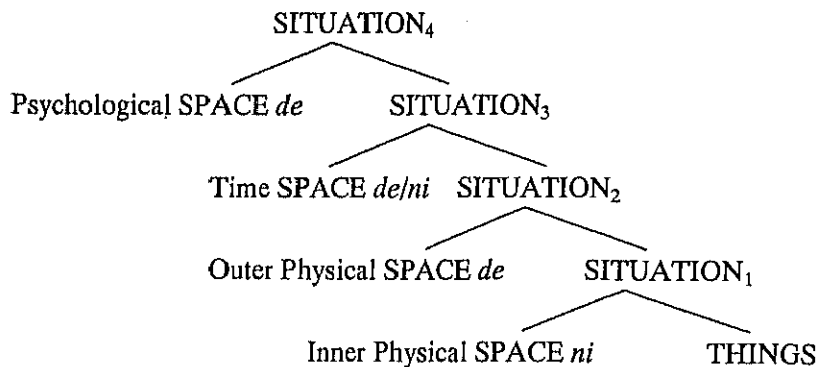 SITUATION₄
Psychological SPACE de SITUATION₃
Time SPACE de/ni SITUATION₂
Outer Physical SPACE de SITUATION₁
Inner Physical SPACE ni THINGS